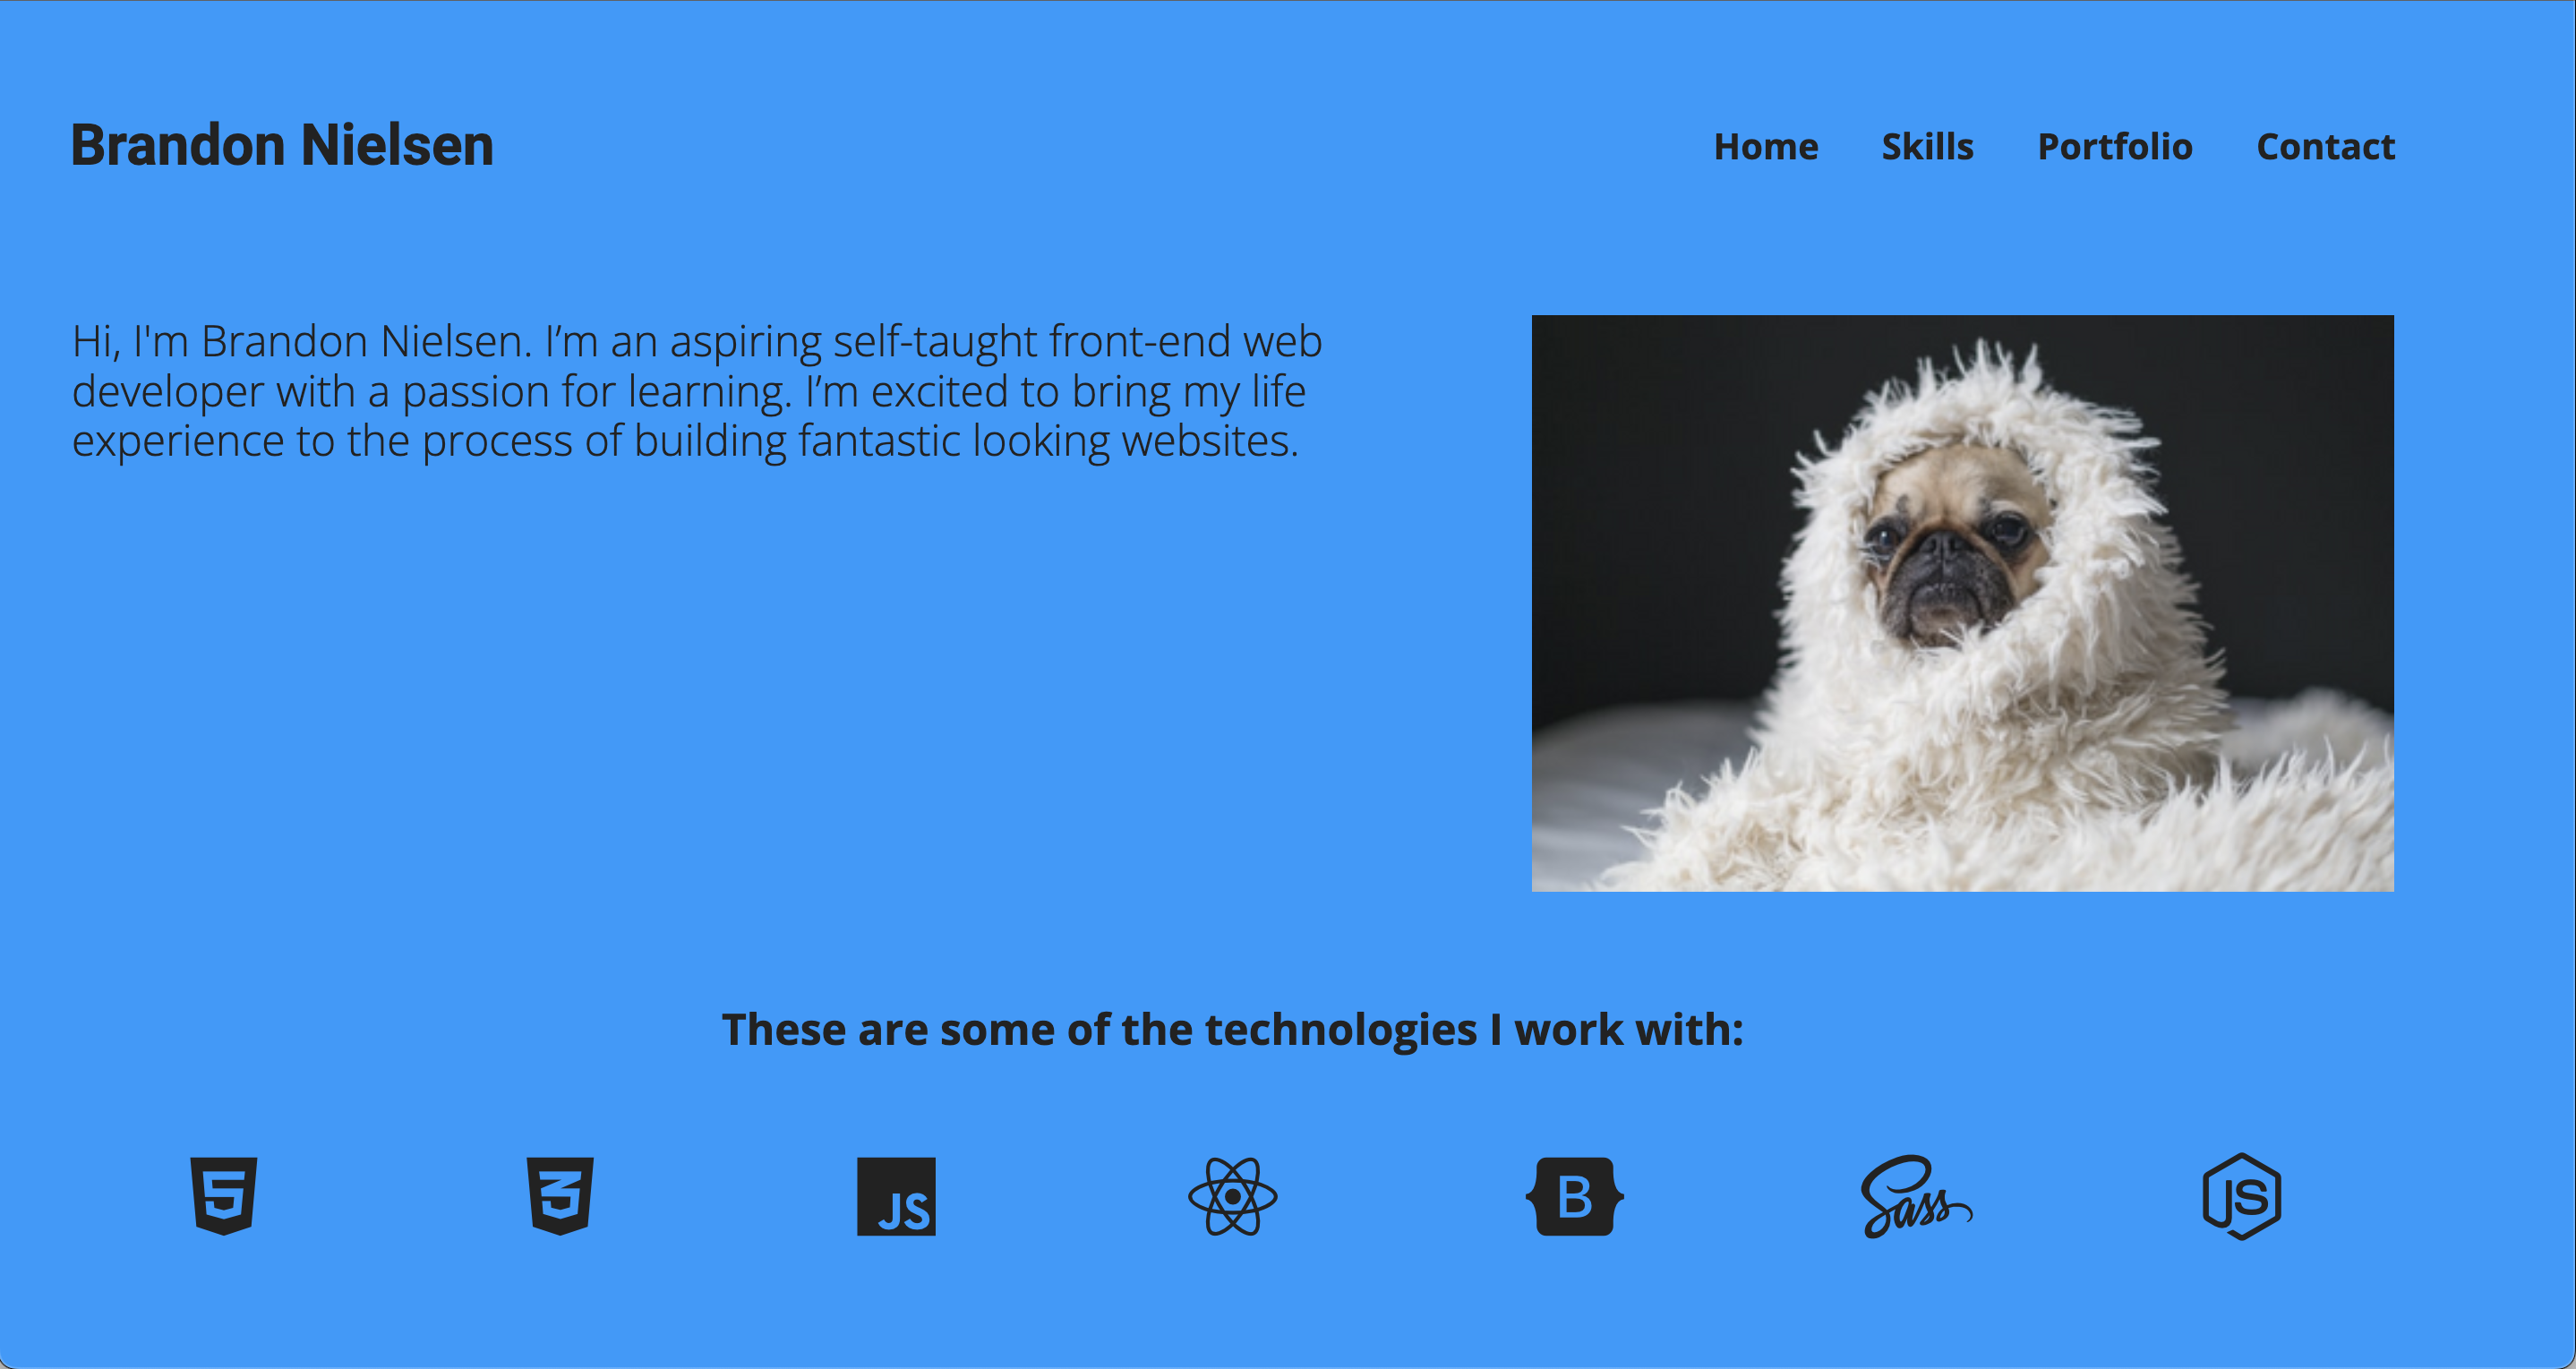 Brandon Nielsen
Home Skills Portfolio Contact
Hi, I'm Brandon Nielsen. I’m an aspiring self-taught front-end web
developer with a passion for learning. I’m excited to bring my life
experience to the process of building fantastic looking websites.
These are some of the technologies I work with:
5 3 JS B Sass JS